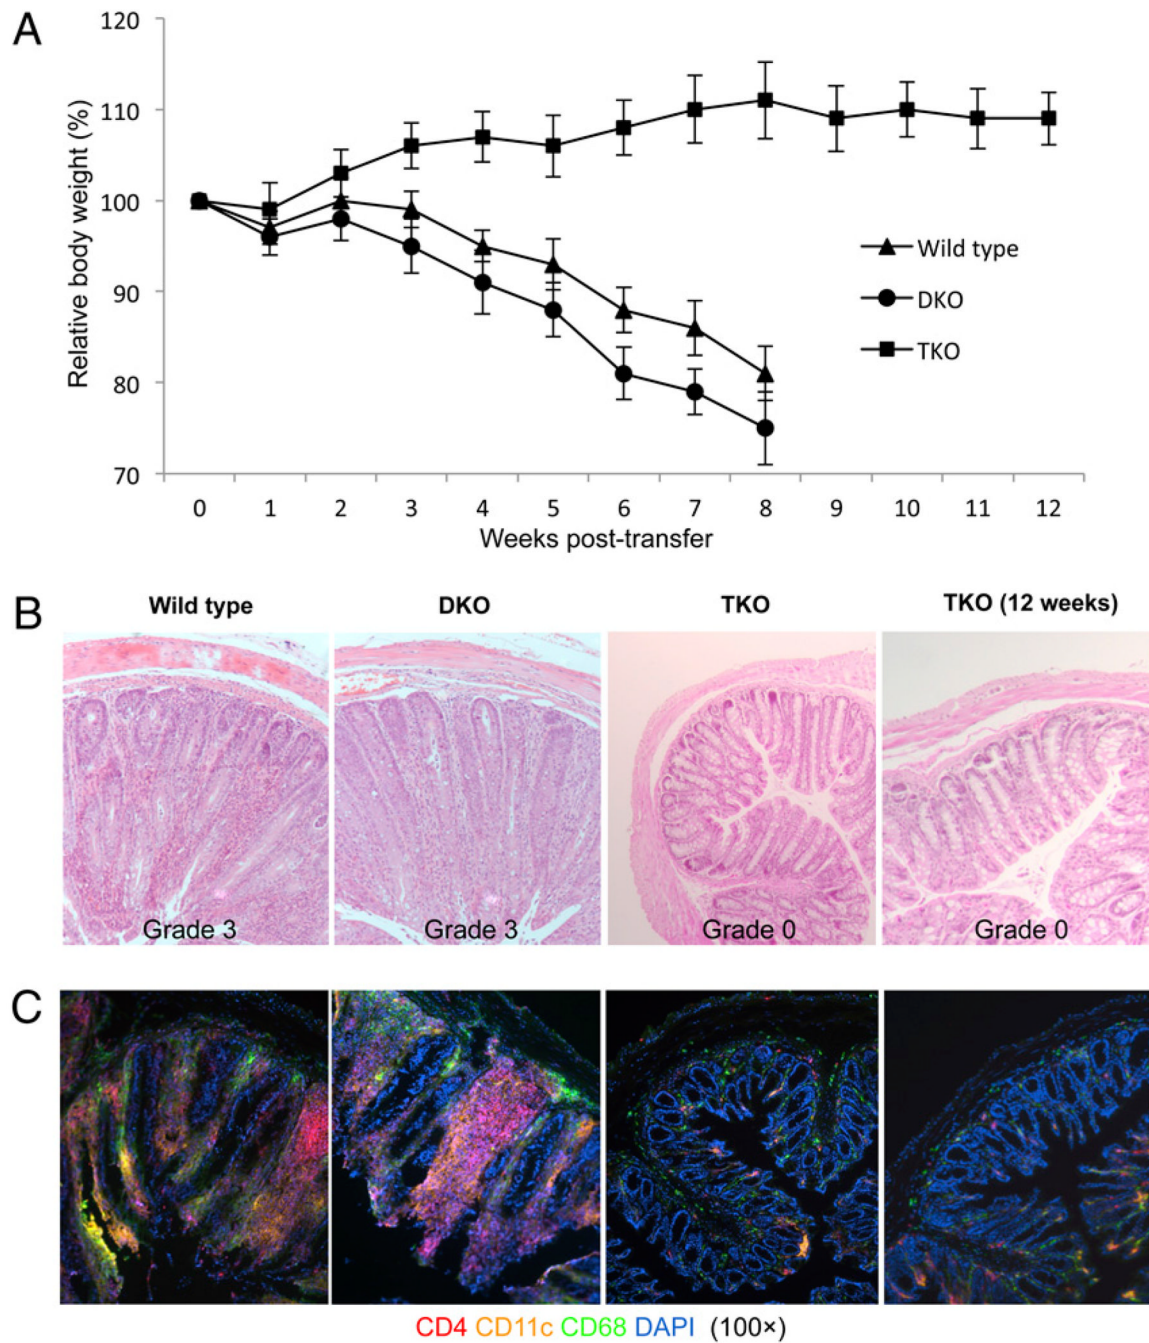 A
120
110
100
90
80
70
Relative body weight (%)
Wild type
DKO
TKO
0 1 2 3 4 5 6 7 8 9 10 11 12
Weeks post-transfer
B
Wild type DKO TKO TKO (12 weeks)
Grade 3 Grade 3 Grade 0 Grade 0
C
CD4 CD11c CD68 DAPI (100×)